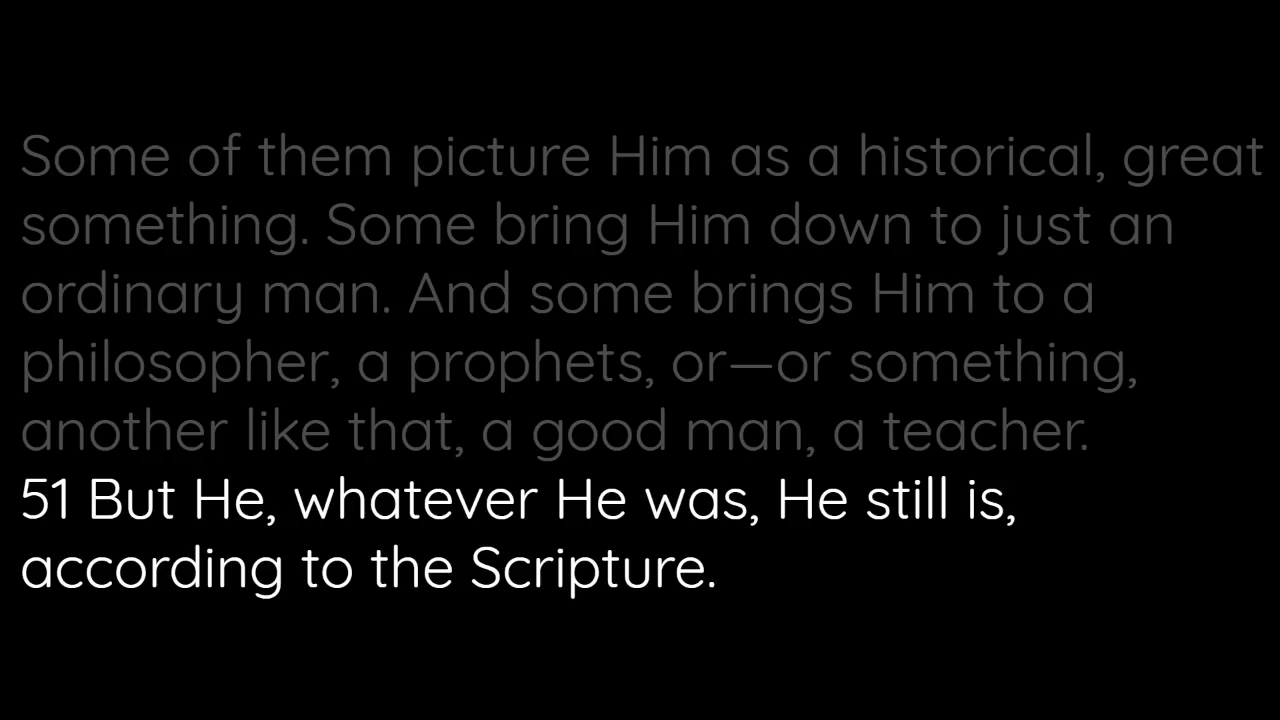 Some of them picture Him as a historical, great
something. Some bring Him down to just an
ordinary man. And some brings Him to a
philosopher, a prophets, or—or something,
another like that, a good man, a teacher.
51 But He, whatever He was, He still is,
according to the Scripture.